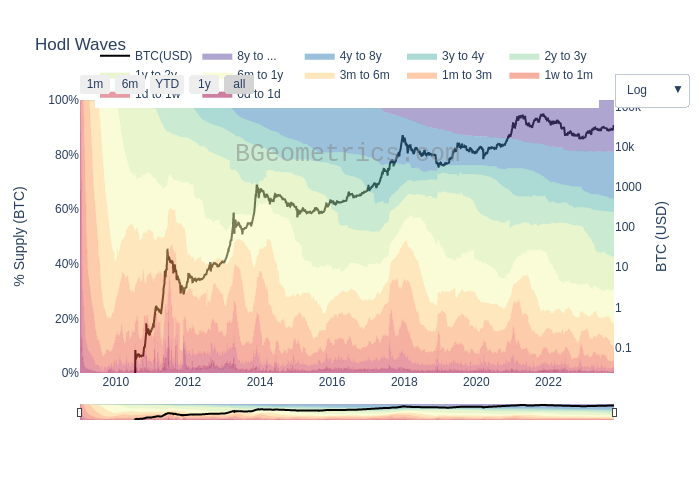 Hodl Waves
BTC(USD) 8y to ... 4y to 8y 3y to 4y 2y to 3y
1y to 2y 6m to 1y 3m to 6m 1m to 3m 1w to 1m
1d to 1w 0d to 1d
1m 6m YTD 1y all
Log ▼
100%
80%
60%
40%
20%
0%
% Supply (BTC)
BGeometrics.com
100k
10k
1000
100
10
1
0.1
BTC (USD)
2010 2012 2014 2016 2018 2020 2022